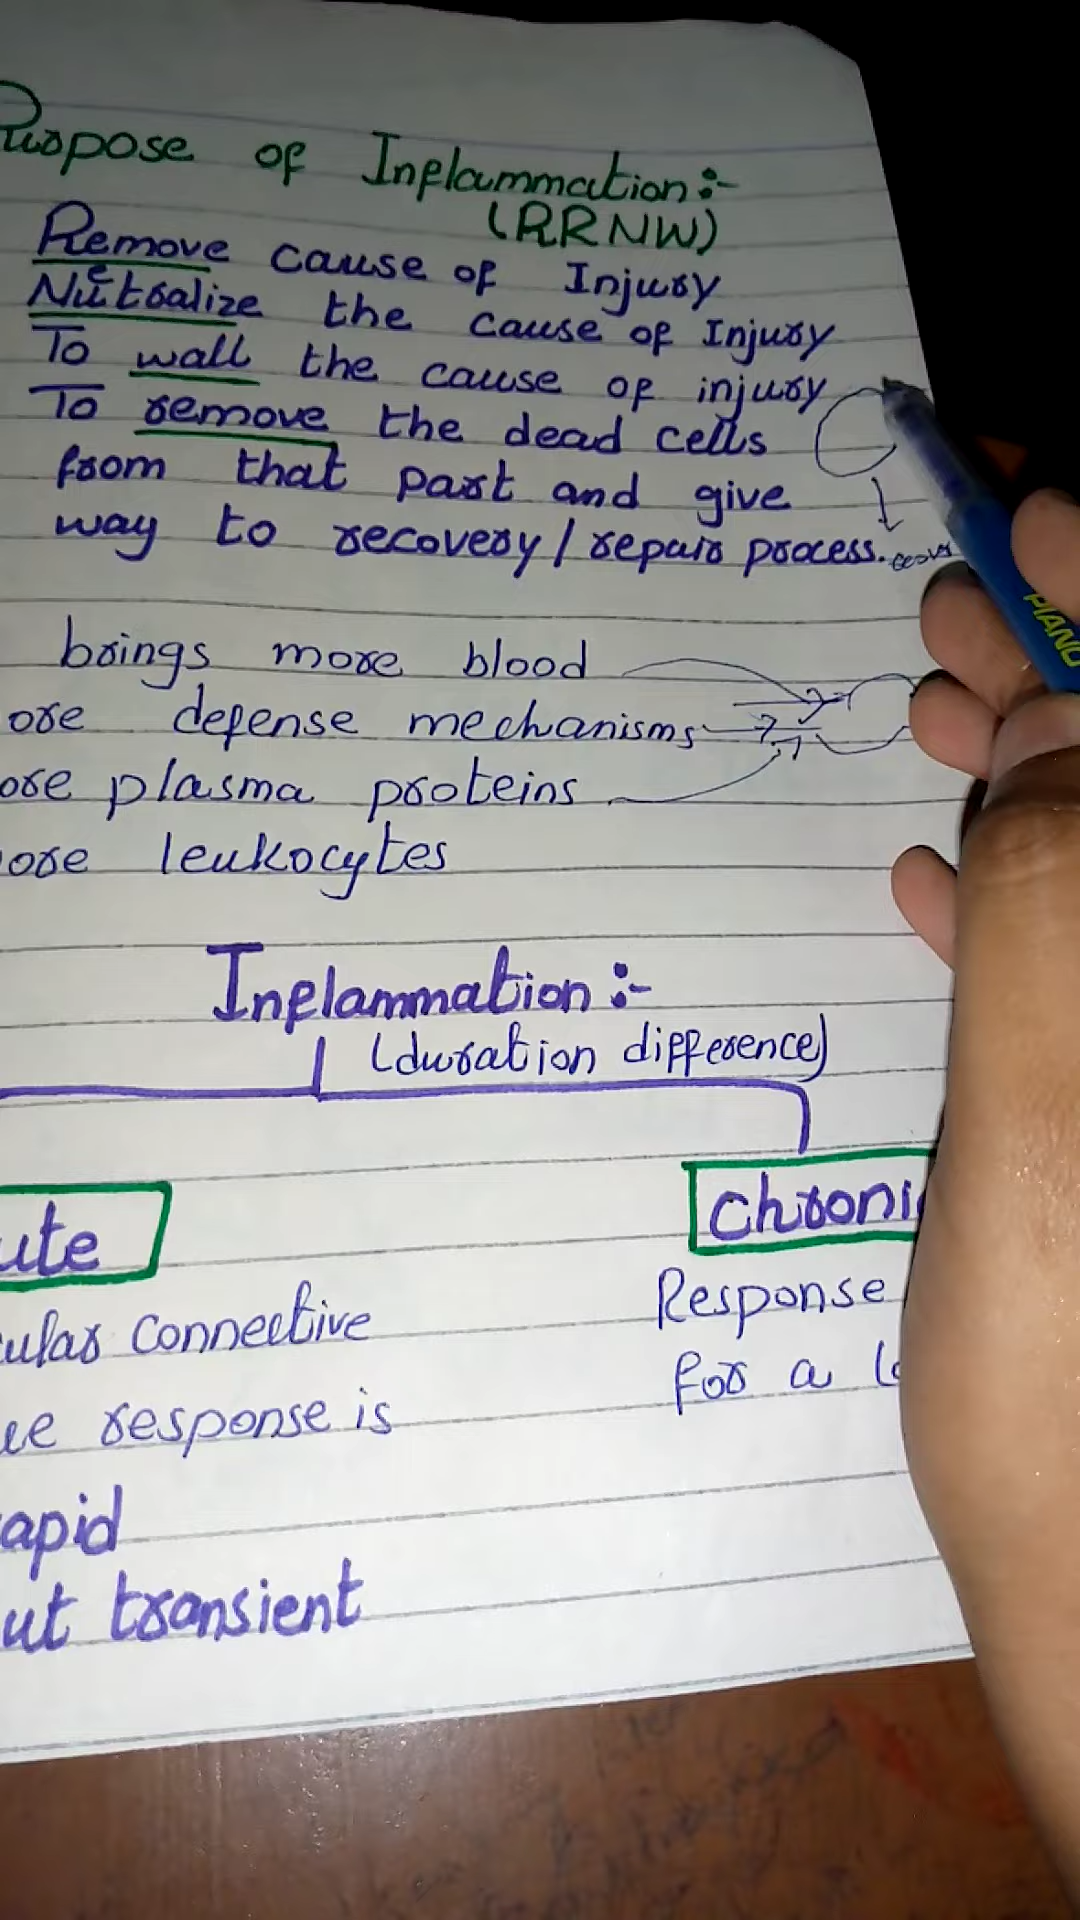 Purpose of Inflammation:-
(RRNW)
Remove cause of Injury
Neutralize the cause of Injury
To wall the cause of injury
To remove the dead cells
from that part and give
way to recovery/repair process.
brings more blood
ore defense mechanisms
ore plasma proteins
ore leukocytes
Inflammation:-
(duration difference)
ute
Chroni
ular connective
Response
for a lo
ue response is
apid
ut transient
PIANO